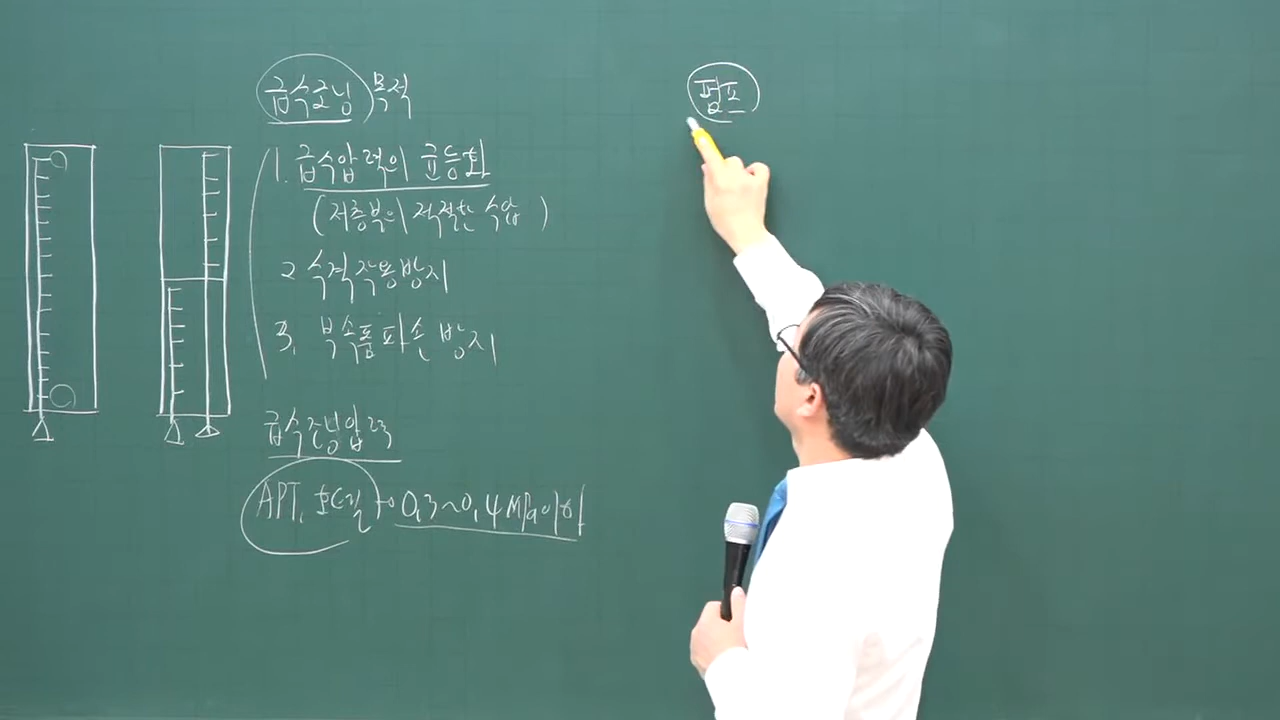 급수조닝 목적
1. 급수압력의 균등화
(저층부의 적절한 수압)
2 수격작용방지
3. 부속품파손 방지
급수조닝압력
APT, 호텔 → 0.3~0.4MPa이하
펌프